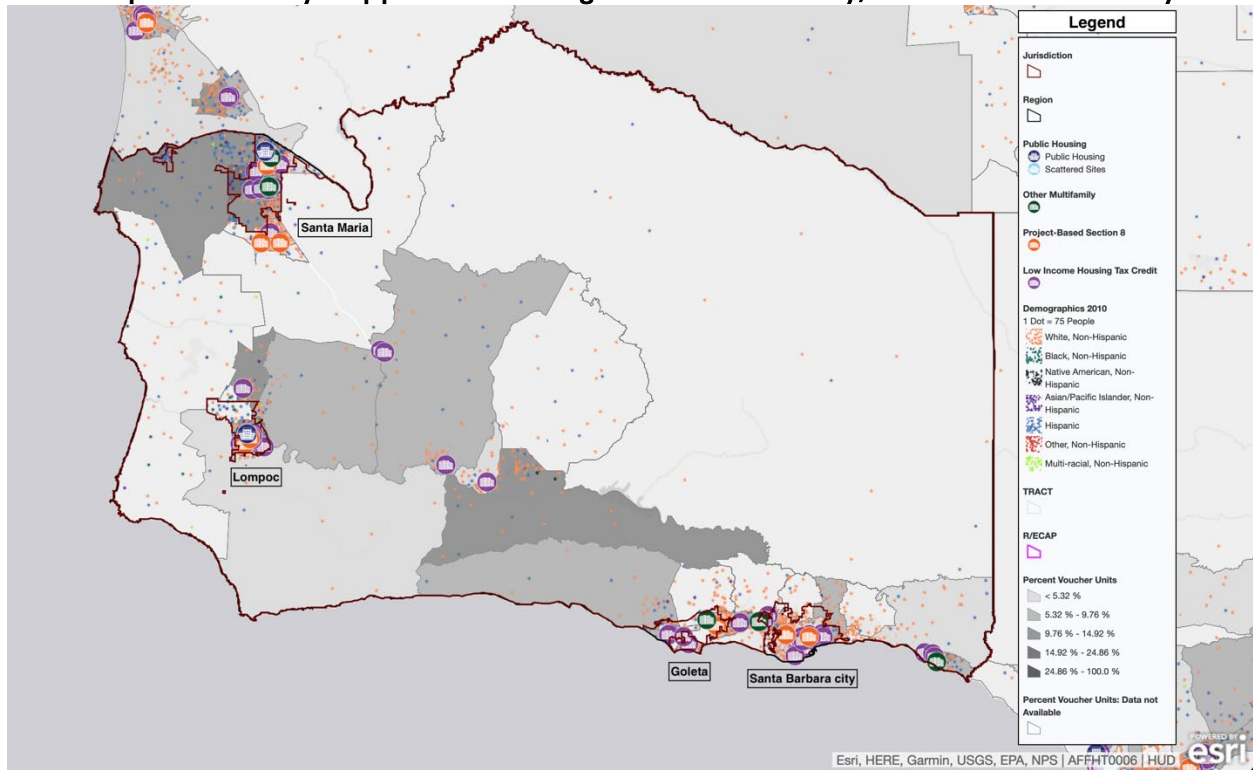 Legend
Jurisdiction
Region
Public Housing
Public Housing
Scattered Sites
Other Multifamily
Project-Based Section 8
Low Income Housing Tax Credit
Demographics 2010
1 Dot = 75 People
White, Non-Hispanic
Black, Non-Hispanic
Native American, Non-
Hispanic
Asian/Pacific Islander, Non-
Hispanic
Hispanic
Other, Non-Hispanic
Multi-racial, Non-Hispanic
TRACT
R/ECAP
Percent Voucher Units
< 5.32 %
5.32 % - 9.76 %
9.76 % - 14.92 %
14.92 % - 24.86 %
24.86 % - 100.0 %
Percent Voucher Units: Data not
Available
Santa Maria
Lompoc
Goleta
Santa Barbara city
Esri, HERE, Garmin, USGS, EPA, NPS | AFFHT0006 | HUD
POWERED BY
esri